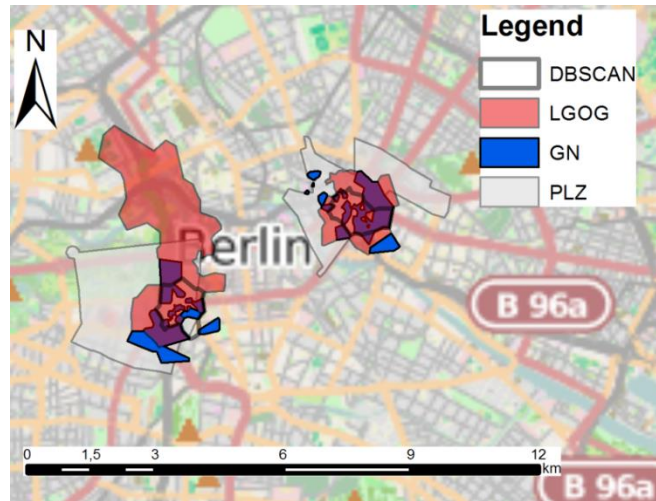 N
Legend
DBSCAN
LGOG
GN
PLZ
Berlin
B 96a
0 1,5 3 6 9 12
km
B 96a